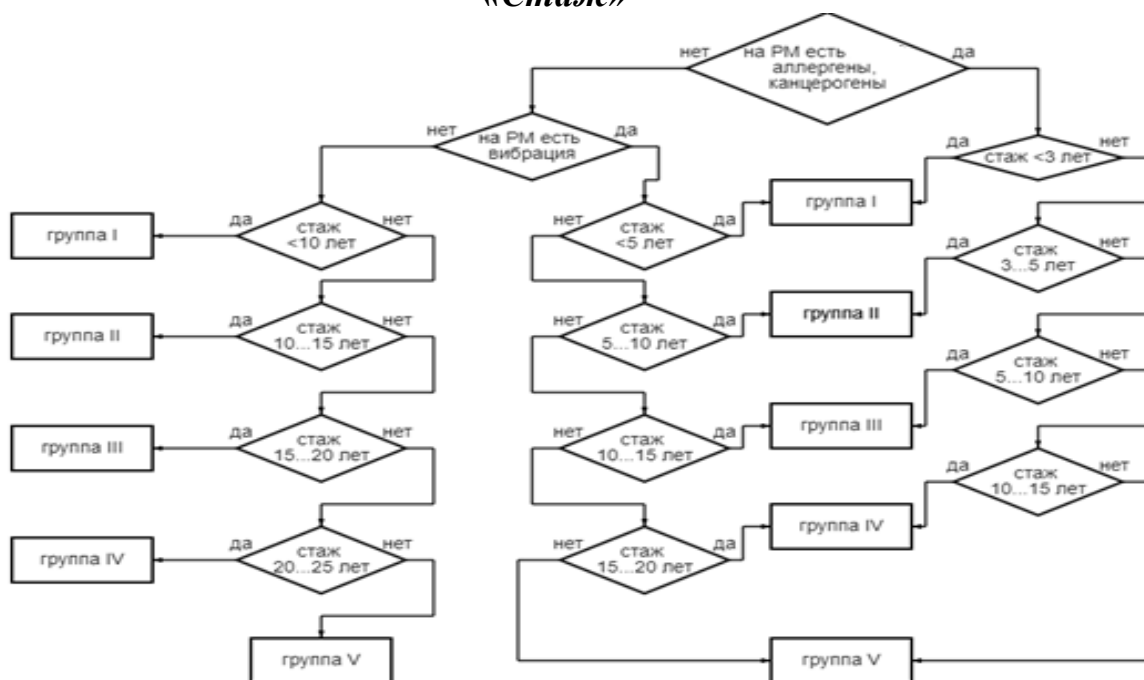 «Стаж»
нет
на РМ есть
аллергены,
канцерогены
да
нет
на РМ есть
вибрация
да
да
стаж <3 лет
нет
группа I
группа I
да
стаж
<10 лет
нет
стаж
<5 лет
да
да
стаж
3...5 лет
нет
группа II
да
стаж
10...15 лет
нет
нет
стаж
5...10 лет
да
группа II
да
стаж
5...10 лет
нет
группа III
да
стаж
15...20 лет
нет
нет
стаж
10...15 лет
да
группа III
да
стаж
10...15 лет
нет
группа IV
да
стаж
20...25 лет
нет
нет
стаж
15...20 лет
да
группа IV
группа V
группа V